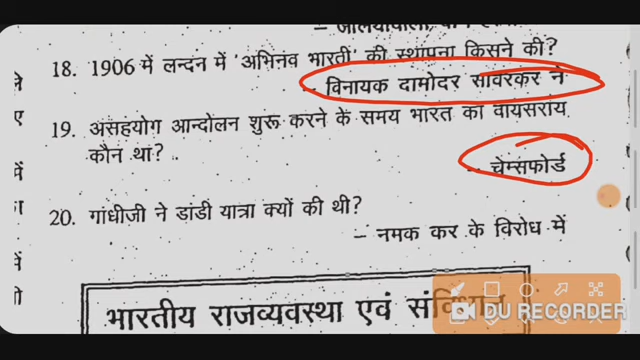 – जलियांवाला
18. 1906 में लन्दन में 'अभिनव भारती' की स्थापना किसने की?
– विनायक दामोदर सावरकर ने
19. असहयोग आन्दोलन शुरू करने के समय भारत का वायसराय
कौन था?
– चेम्सफोर्ड
20. गांधीजी ने डांडी यात्रा क्यों की थी?
– नमक कर के विरोध में
भारतीय राजव्यवस्था एवं संविधान
DU RECORDER